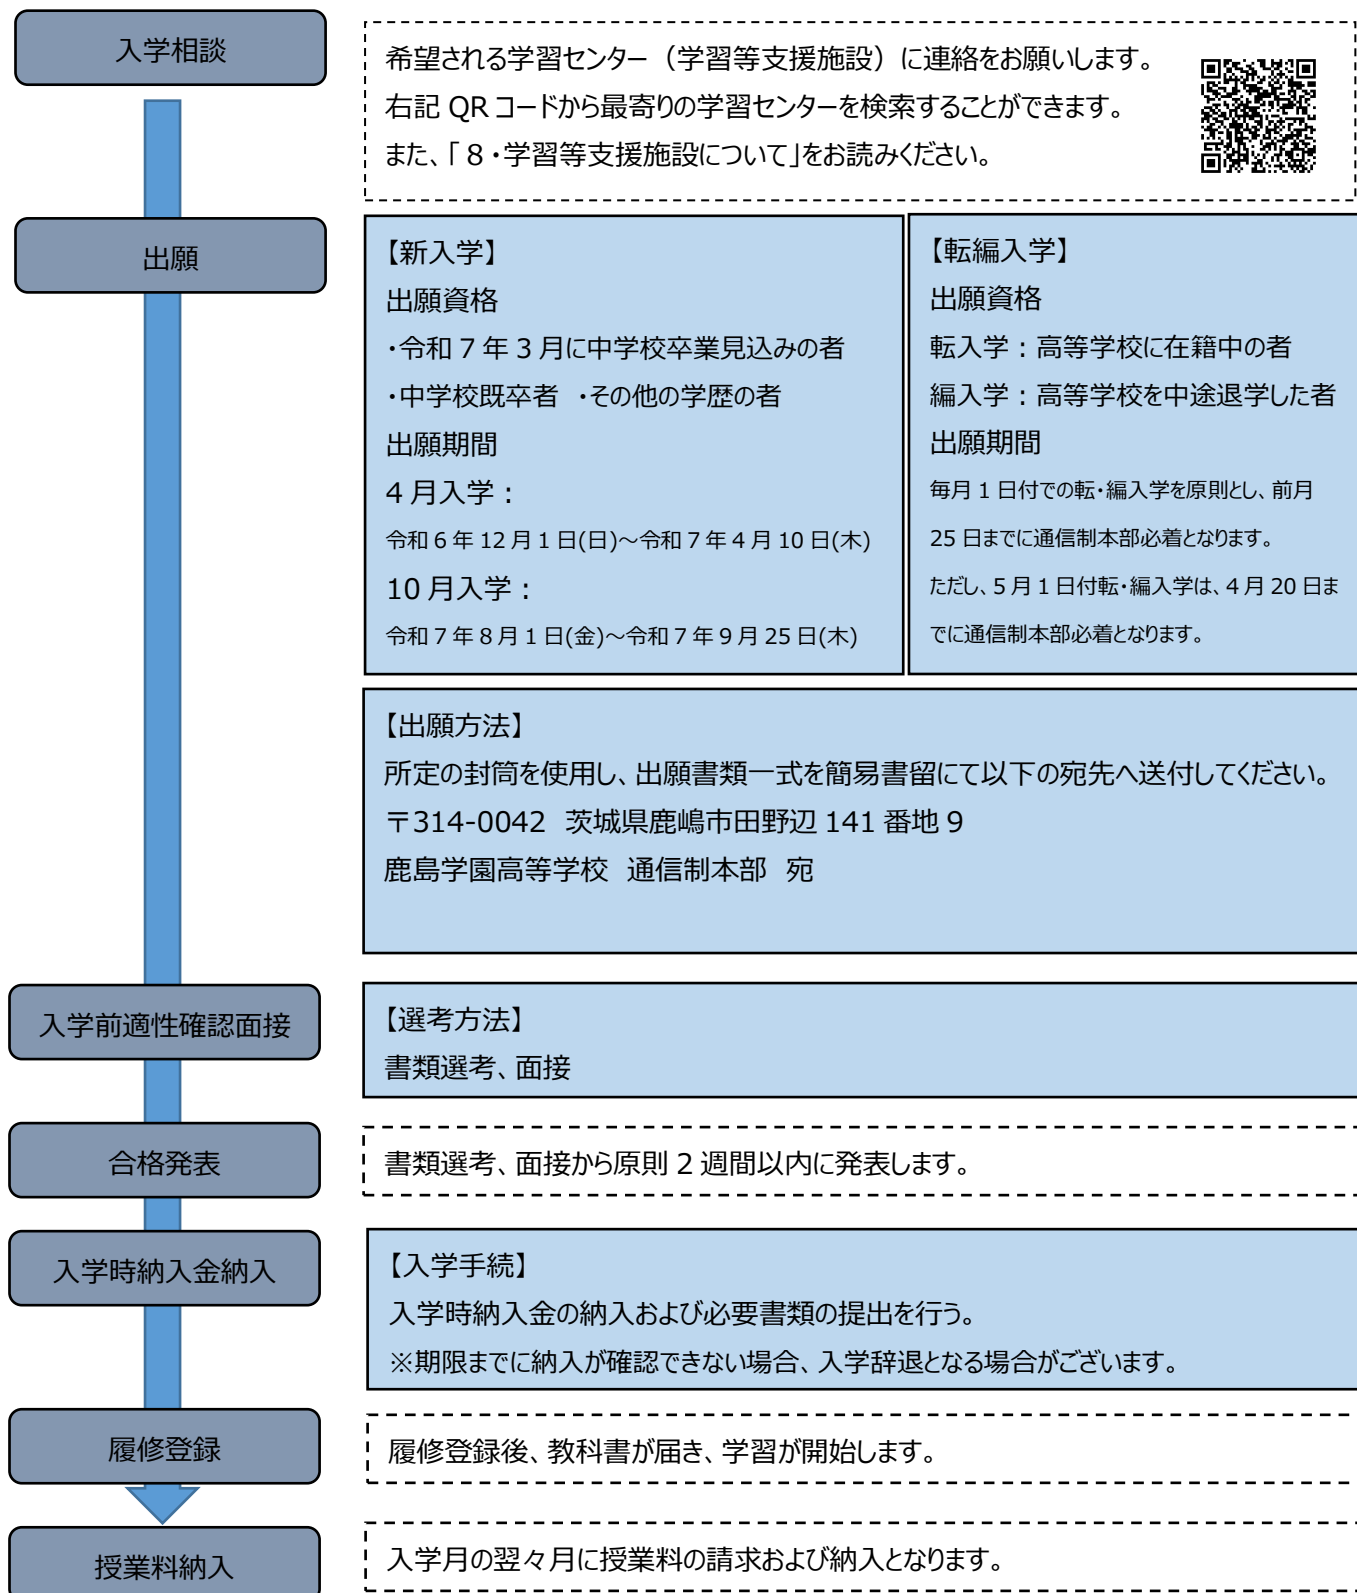 入学相談
希望される学習センター（学習等支援施設）に連絡をお願いします。
右記 QR コードから最寄りの学習センターを検索することができます。
また、「８・学習等支援施設について」をお読みください。
出願
【新入学】
出願資格
・令和 7 年 3 月に中学校卒業見込みの者
・中学校既卒者　・その他の学歴の者
出願期間
4 月入学：
令和 6 年 12 月 1 日(日)～令和 7 年 4 月 10 日(木)
10 月入学：
令和 7 年 8 月 1 日(金)～令和 7 年 9 月 25 日(木)
【転編入学】
出願資格
転入学：高等学校に在籍中の者
編入学：高等学校を中途退学した者
出願期間
毎月 1 日付での転・編入学を原則とし、前月
25 日までに通信制本部必着となります。
ただし、5 月 1 日付転・編入学は、4 月 20 日ま
でに通信制本部必着となります。
【出願方法】
所定の封筒を使用し、出願書類一式を簡易書留にて以下の宛先へ送付してください。
〒314-0042　茨城県鹿嶋市田野辺 141 番地 9
鹿島学園高等学校　通信制本部　宛
入学前適性確認面接
【選考方法】
書類選考、面接
合格発表
書類選考、面接から原則 2 週間以内に発表します。
入学時納入金納入
【入学手続】
入学時納入金の納入および必要書類の提出を行う。
※期限までに納入が確認できない場合、入学辞退となる場合がございます。
履修登録
履修登録後、教科書が届き、学習が開始します。
授業料納入
入学月の翌々月に授業料の請求および納入となります。